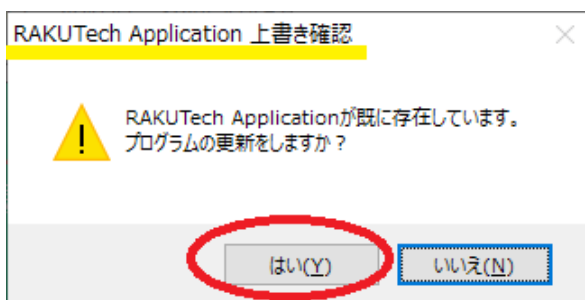 RAKUTech Application 上書き確認
RAKUTech Applicationが既に存在しています。
プログラムの更新をしますか？
はい(Y)
いいえ(N)